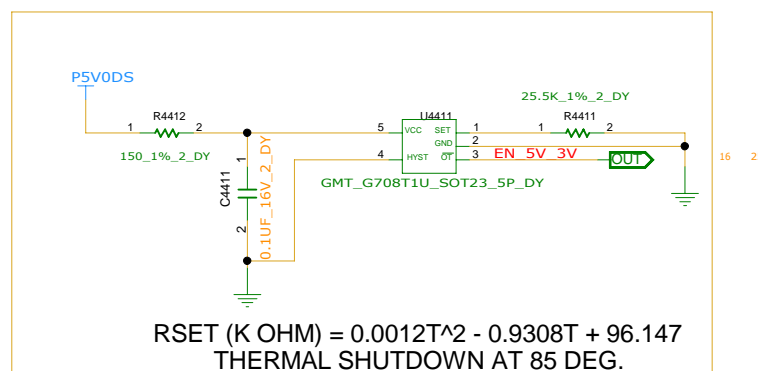 P5V0DS
R4412
1 2
150_1%_2_DY
C4411
1
2
0.1UF_16V_2_DY
U4411
5 VCC SET 1
GND 2
4 HYST OT 3
GMT_G708T1U_SOT23_5P_DY
25.5K_1%_2_DY
R4411
1 2
EN_5V_3V
OUT
16 2
RSET (K OHM) = 0.0012T^2 - 0.9308T + 96.147
THERMAL SHUTDOWN AT 85 DEG.